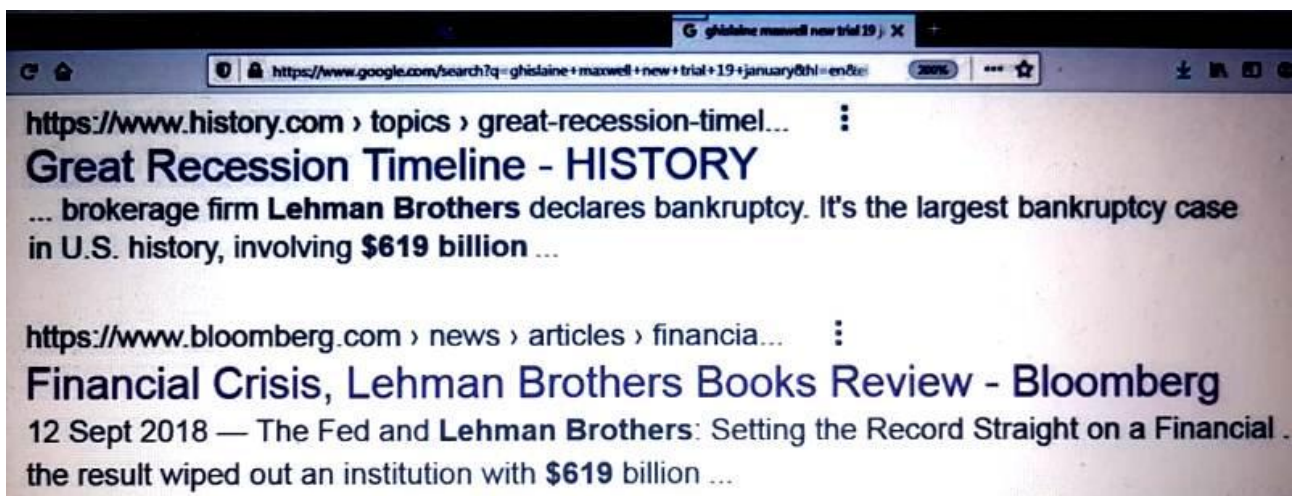 G ghislaine maxwell new trial 19 j
https://www.google.com/search?q=ghislaine+maxwell+new+trial+19+january&hl=en&
200%
https://www.history.com › topics › great-recession-timel...
Great Recession Timeline - HISTORY
... brokerage firm Lehman Brothers declares bankruptcy. It's the largest bankruptcy case
in U.S. history, involving $619 billion ...
https://www.bloomberg.com › news › articles › financia...
Financial Crisis, Lehman Brothers Books Review - Bloomberg
12 Sept 2018 — The Fed and Lehman Brothers: Setting the Record Straight on a Financial .
the result wiped out an institution with $619 billion ...